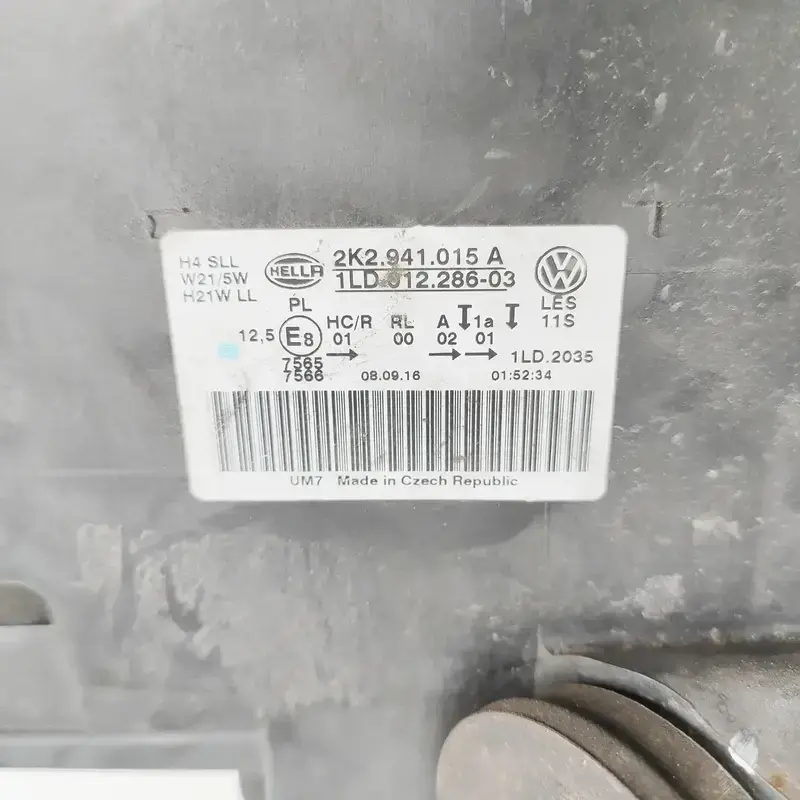 H4 SLL
W21/5W
H21W LL
HELLA
2K2.941.015 A
1LD 012.286-03
LES
11S
PL
12,5 E8
HC/R RL A 1a
01 00 02 01
7565
7566
1LD.2035
08.09.16 01:52:34
UM7 Made in Czech Republic